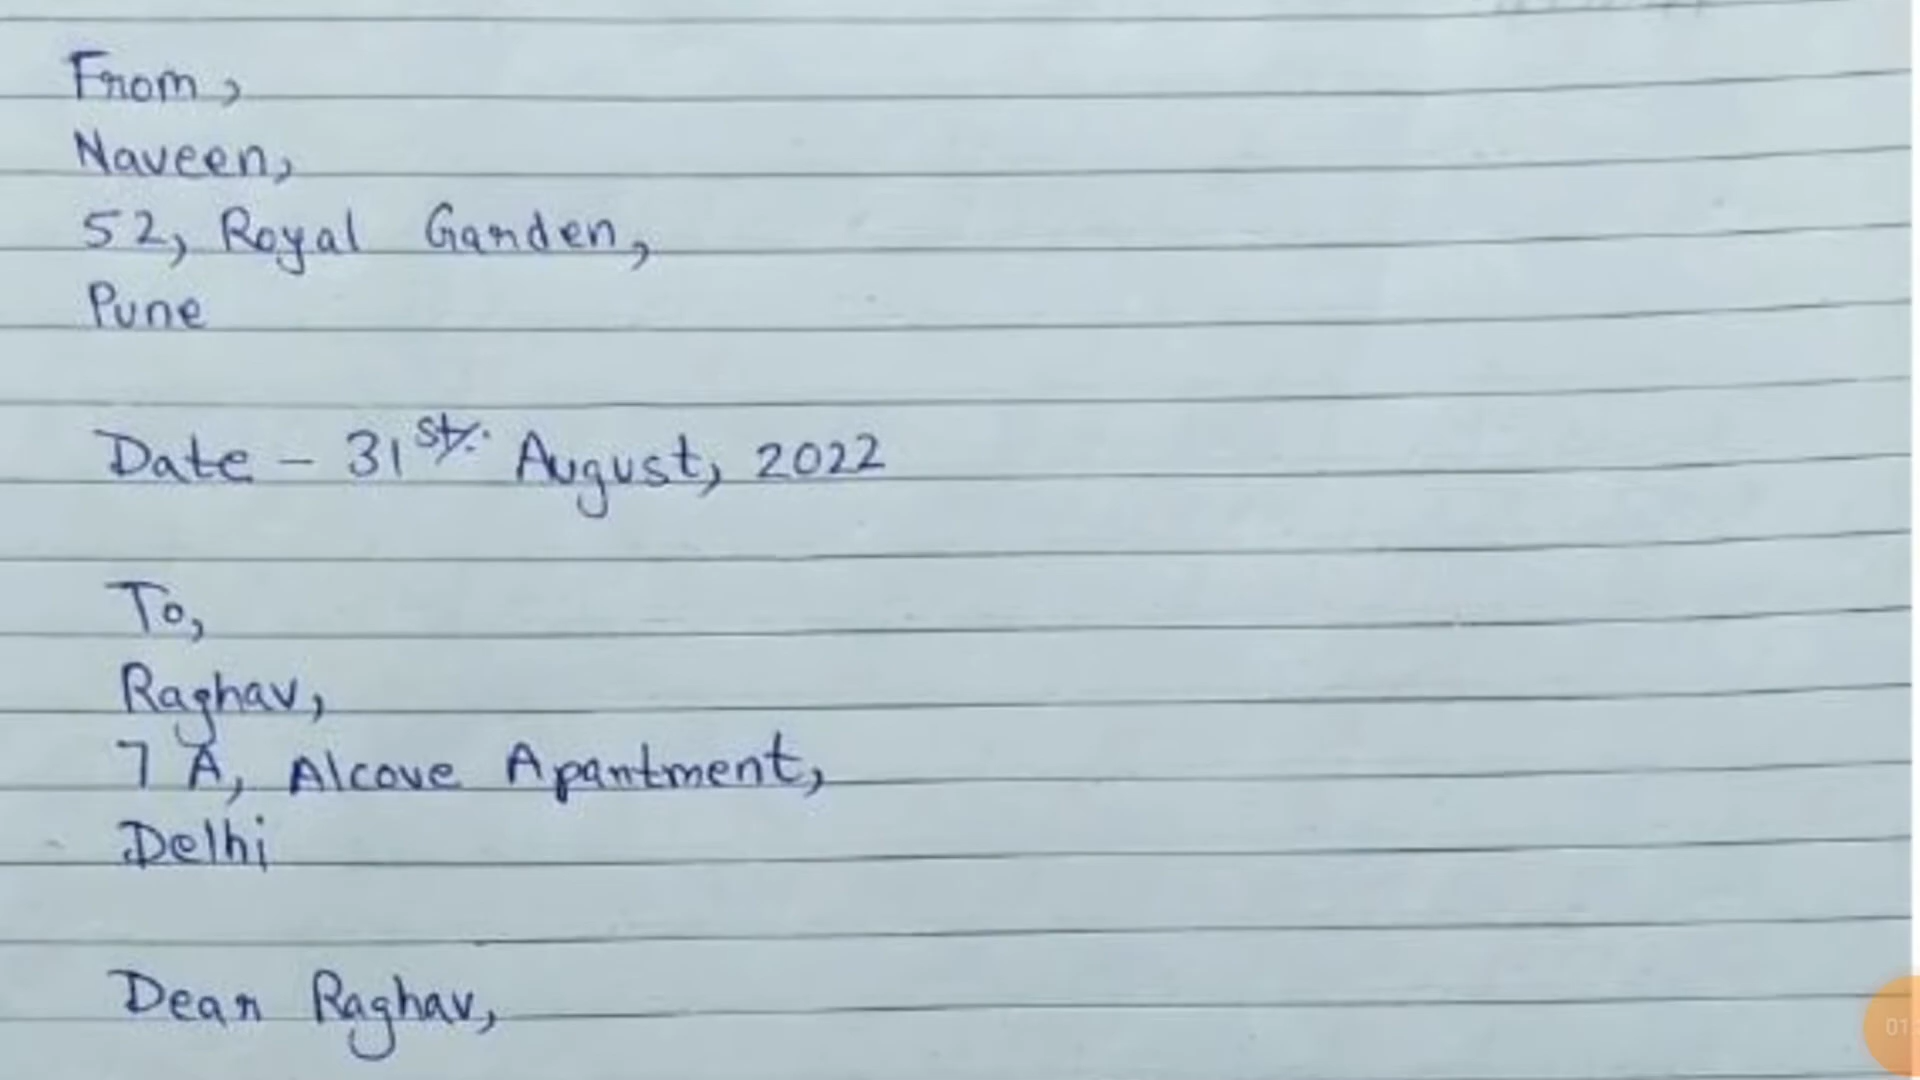 From,
Naveen,
52, Royal Garden,
Pune
Date - 31st. August, 2022
To,
Raghav,
7 A, Alcove Apartment,
Delhi
Dear Raghav,